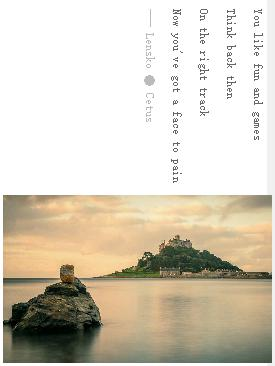 You like fun and games
Think back then
On the right track
Now you've got a face to pain
—— Lensko ● Cetus